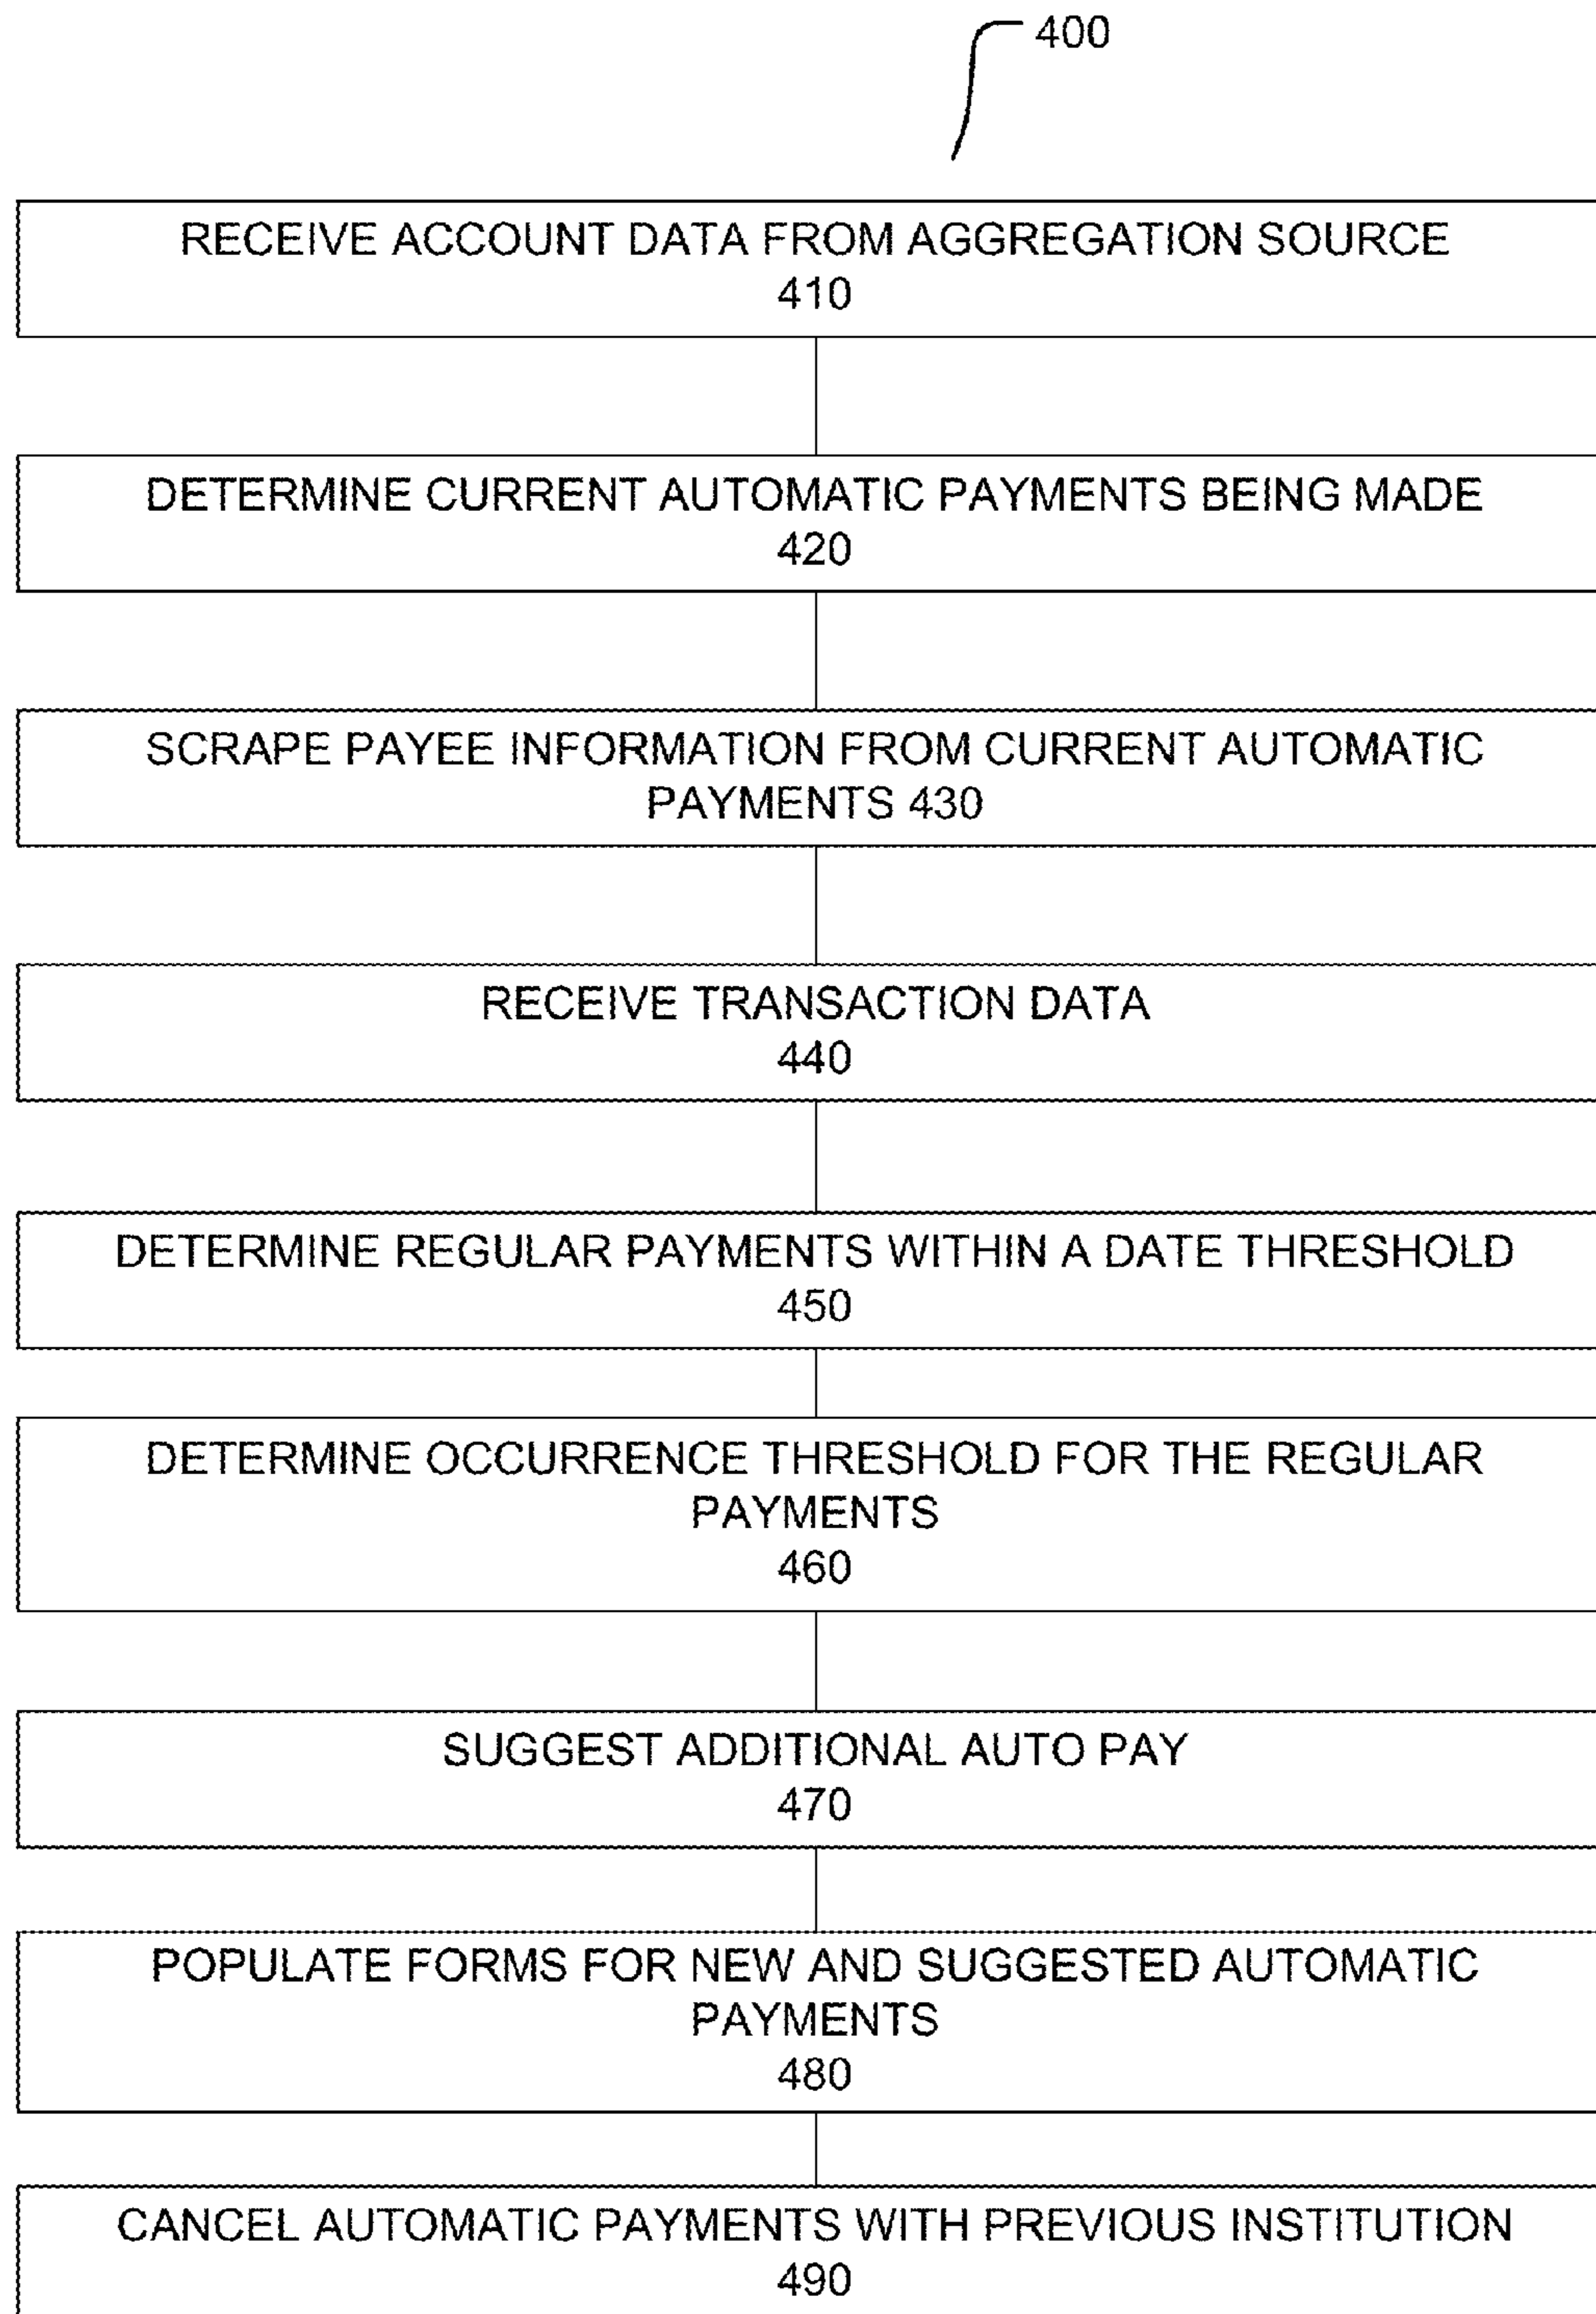 400
RECEIVE ACCOUNT DATA FROM AGGREGATION SOURCE
410
DETERMINE CURRENT AUTOMATIC PAYMENTS BEING MADE
420
SCRAPE PAYEE INFORMATION FROM CURRENT AUTOMATIC
PAYMENTS 430
RECEIVE TRANSACTION DATA
440
DETERMINE REGULAR PAYMENTS WITHIN A DATE THRESHOLD
450
DETERMINE OCCURRENCE THRESHOLD FOR THE REGULAR
PAYMENTS
460
SUGGEST ADDITIONAL AUTO PAY
470
POPULATE FORMS FOR NEW AND SUGGESTED AUTOMATIC
PAYMENTS
480
CANCEL AUTOMATIC PAYMENTS WITH PREVIOUS INSTITUTION
490